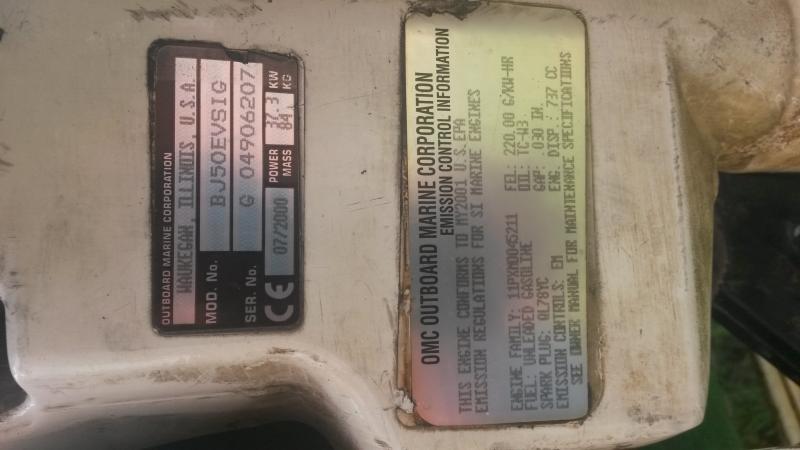 OUTBOARD MARINE CORPORATION
WAUKEGAN, ILLINOIS, U.S.A.
MOD. No. BJ50EVSIG
SER. No. G 04906207
CE 07/2000 POWER 37.3 KW
MASS 84 KG
OMC OUTBOARD MARINE CORPORATION
EMISSION CONTROL INFORMATION
THIS ENGINE CONFORMS TO MY2001 U.S.EPA
EMISSION REGULATIONS FOR SI MARINE ENGINES
ENGINE FAMILY: 11PXM00045211 FEL: 220.00 G/KW-HR
FUEL: UNLEADED GASOLINE OIL: TC-W3
SPARK PLUG: QL78YC GAP: .030 IN.
EMISSION CONTROLS: EM ENG. DISP.: 737 CC
SEE OWNER MANUAL FOR MAINTENANCE SPECIFICATIONS